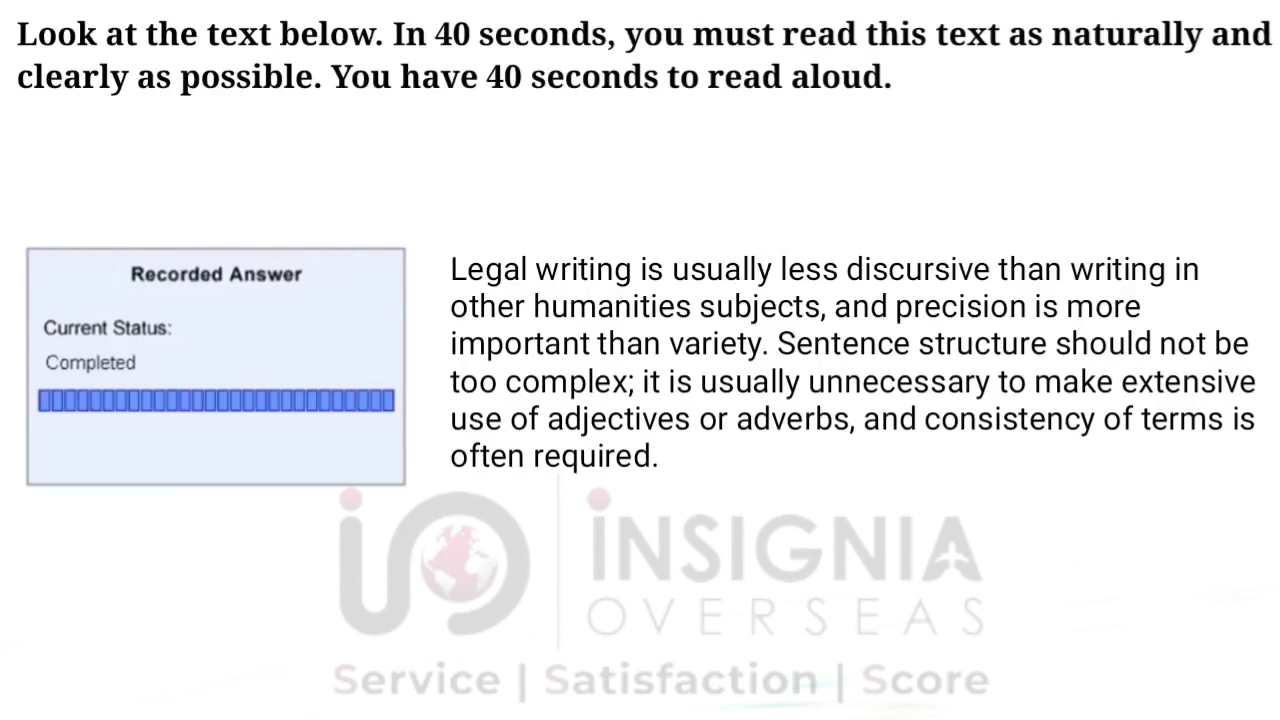 Look at the text below. In 40 seconds, you must read this text as naturally and
clearly as possible. You have 40 seconds to read aloud.
Recorded Answer
Current Status:
Completed
Legal writing is usually less discursive than writing in
other humanities subjects, and precision is more
important than variety. Sentence structure should not be
too complex; it is usually unnecessary to make extensive
use of adjectives or adverbs, and consistency of terms is
often required.
iNSIGNIA
OVERSEAS
Service | Satisfaction | Score